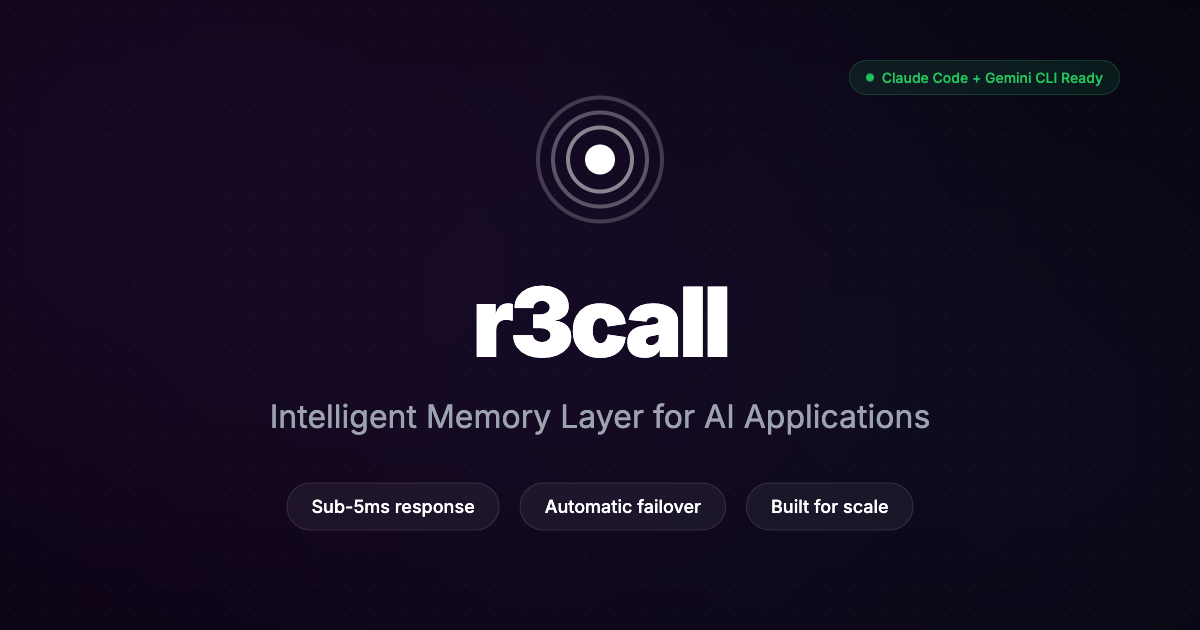 Claude Code + Gemini CLI Ready
r3call
Intelligent Memory Layer for AI Applications
Sub-5ms response
Automatic failover
Built for scale